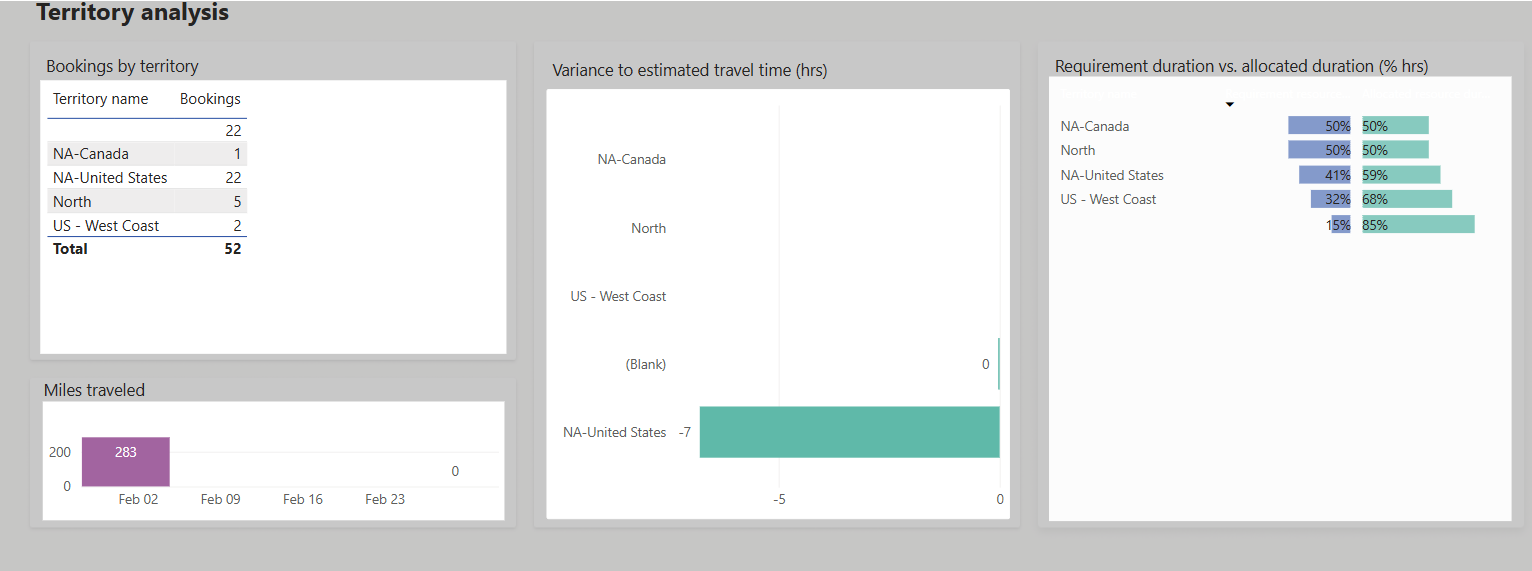 Territory analysis
Bookings by territory
Territory name Bookings
22
NA-Canada 1
NA-United States 22
North 5
US - West Coast 2
Total 52
Miles traveled
200
283
0
0
Feb 02 Feb 09 Feb 16 Feb 23
Variance to estimated travel time (hrs)
NA-Canada
North
US - West Coast
(Blank) 0
NA-United States -7
-5 0
Requirement duration vs. allocated duration (% hrs)
NA-Canada 50% 50%
North 50% 50%
NA-United States 41% 59%
US - West Coast 32% 68%
15% 85%